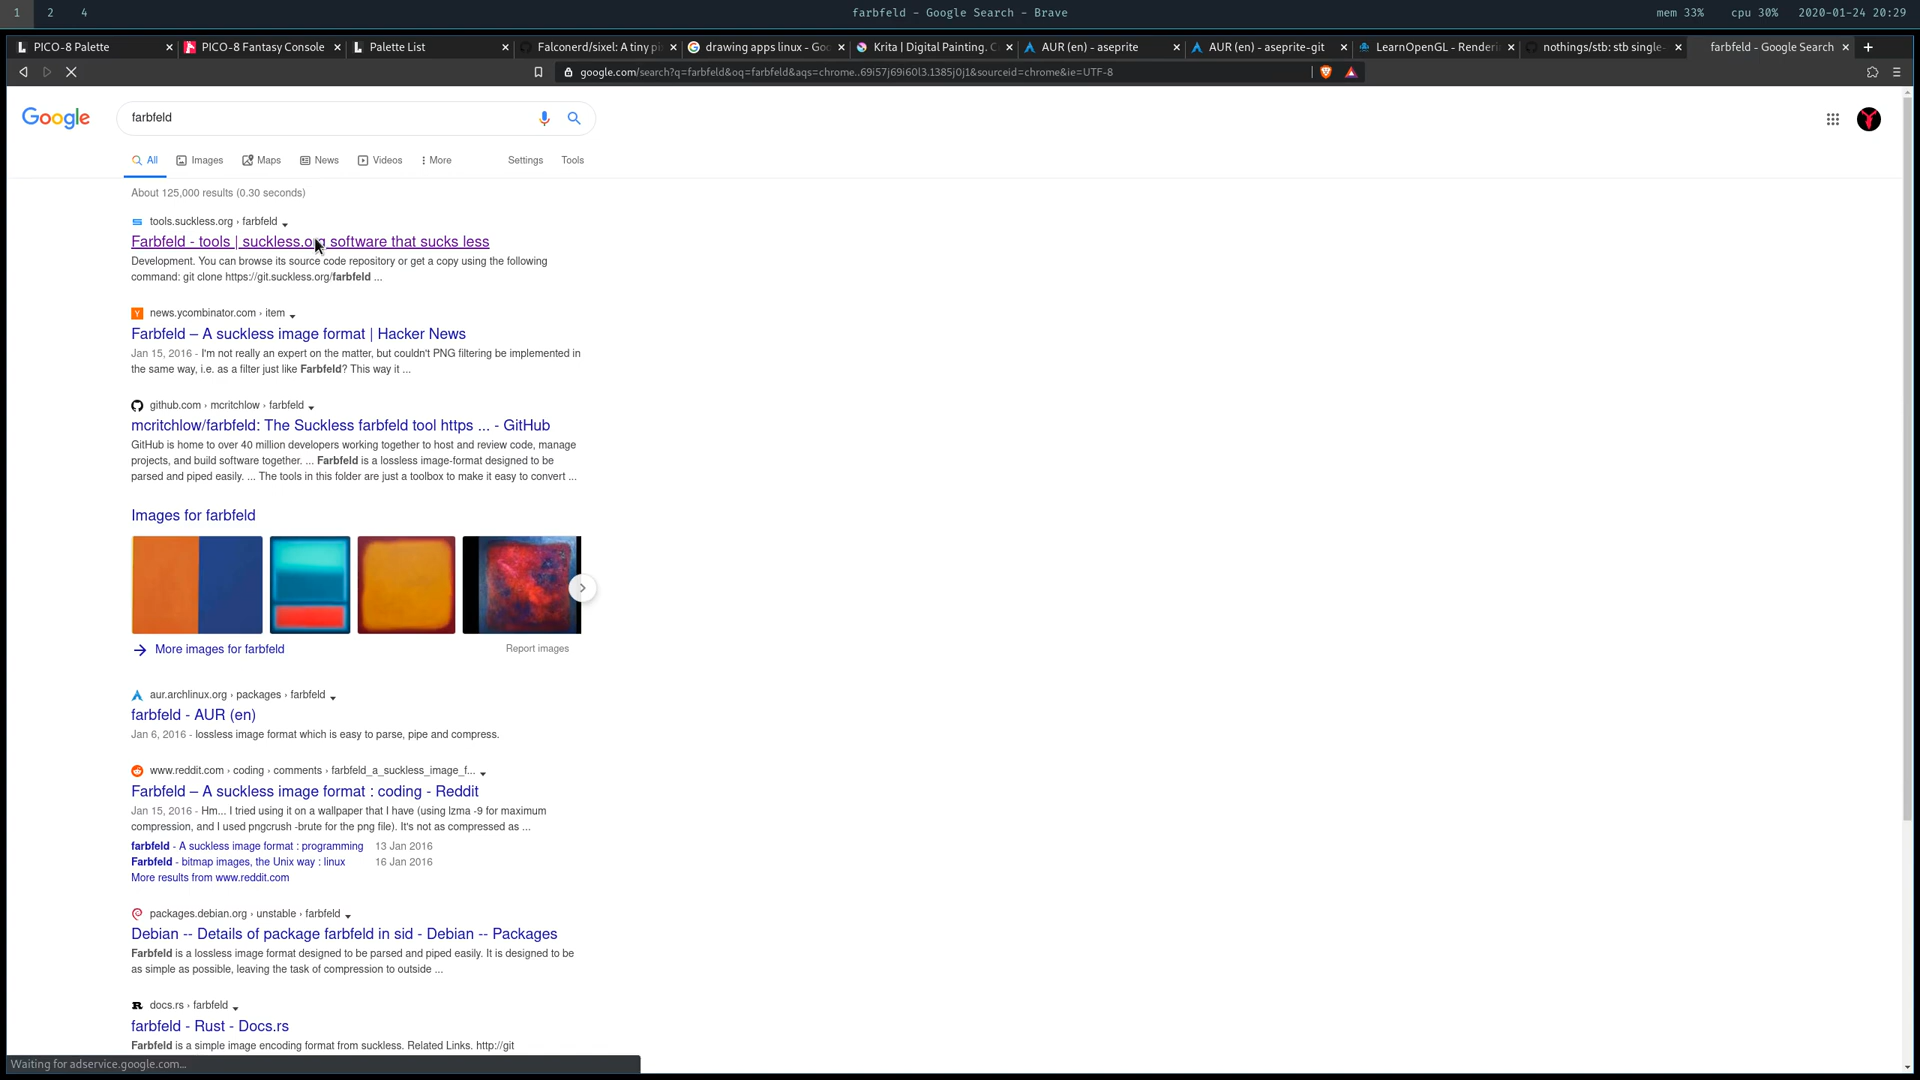 1 2 4 farbfeld - Google Search - Brave mem 33% cpu 30% 2020-01-24 20:29
PICO-8 Palette PICO-8 Fantasy Console Palette List Falconerd/sixel: A tiny pi drawing apps linux - Goo Krita | Digital Painting. C AUR (en) - aseprite AUR (en) - aseprite-git LearnOpenGL - Renderi nothings/stb: stb single- farbfeld - Google Search
google.com/search?q=farbfeld&oq=farbfeld&aqs=chrome..69i57j69i60l3.1385j0j1&sourceid=chrome&ie=UTF-8
Google farbfeld
All Images Maps News Videos More Settings Tools
About 125,000 results (0.30 seconds)
tools.suckless.org › farbfeld
Farbfeld - tools | suckless.org software that sucks less
Development. You can browse its source code repository or get a copy using the following
command: git clone https://git.suckless.org/farbfeld ...
news.ycombinator.com › item
Farbfeld – A suckless image format | Hacker News
Jan 15, 2016 - I'm not really an expert on the matter, but couldn't PNG filtering be implemented in
the same way, i.e. as a filter just like Farbfeld? This way it ...
github.com › mcritchlow › farbfeld
mcritchlow/farbfeld: The Suckless farbfeld tool https ... - GitHub
GitHub is home to over 40 million developers working together to host and review code, manage
projects, and build software together. ... Farbfeld is a lossless image-format designed to be
parsed and piped easily. ... The tools in this folder are just a toolbox to make it easy to convert ...
Images for farbfeld
More images for farbfeld Report images
aur.archlinux.org › packages › farbfeld
farbfeld - AUR (en)
Jan 6, 2016 - lossless image format which is easy to parse, pipe and compress.
www.reddit.com › coding › comments › farbfeld_a_suckless_image_f...
Farbfeld – A suckless image format : coding - Reddit
Jan 15, 2016 - Hm... I tried using it on a wallpaper that I have (using lzma -9 for maximum
compression, and I used pngcrush -brute for the png file). It's not as compressed as ...
farbfeld - A suckless image format : programming 13 Jan 2016
Farbfeld - bitmap images, the Unix way : linux 16 Jan 2016
More results from www.reddit.com
packages.debian.org › unstable › farbfeld
Debian -- Details of package farbfeld in sid - Debian -- Packages
Farbfeld is a lossless image format designed to be parsed and piped easily. It is designed to be
as simple as possible, leaving the task of compression to outside ...
docs.rs › farbfeld
farbfeld - Rust - Docs.rs
Farbfeld is a simple image encoding format from suckless. Related Links. http://git
Waiting for adservice.google.com...